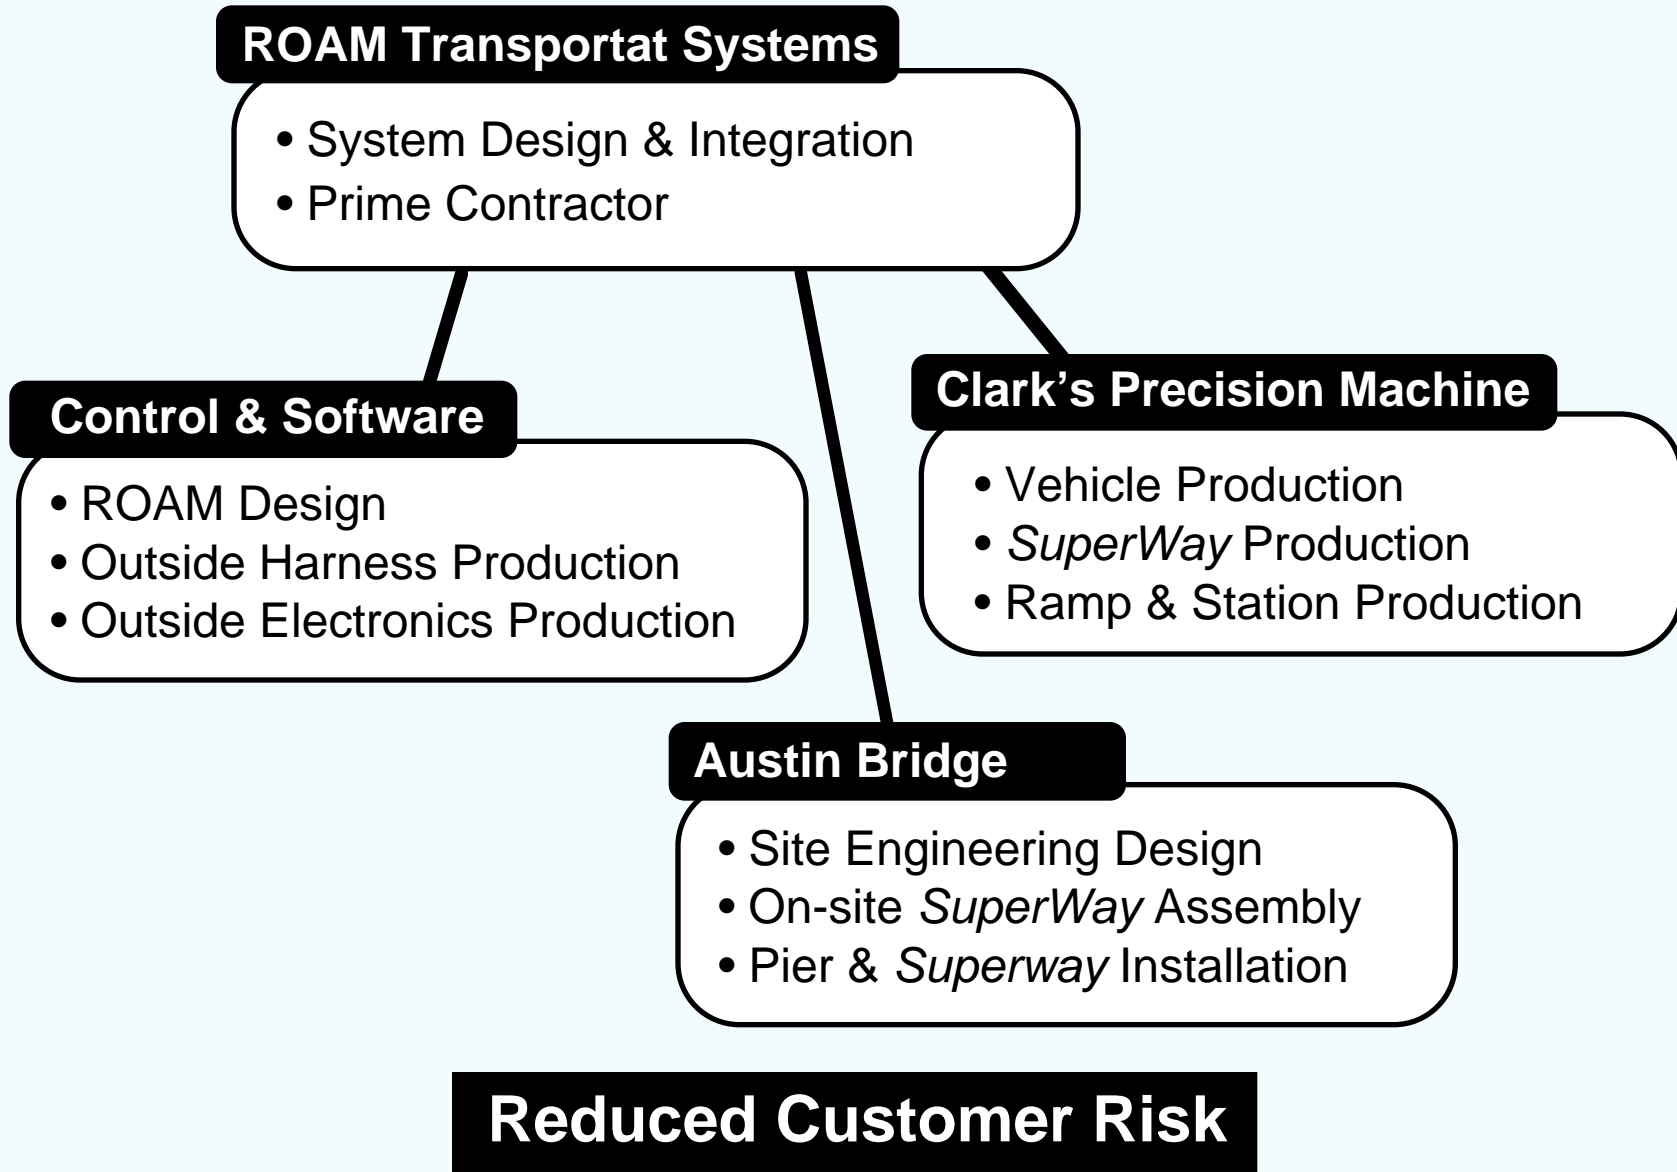 ROAM Transportat Systems
• System Design & Integration
• Prime Contractor
Control & Software
• ROAM Design
• Outside Harness Production
• Outside Electronics Production
Clark’s Precision Machine
• Vehicle Production
• SuperWay Production
• Ramp & Station Production
Austin Bridge
• Site Engineering Design
• On-site SuperWay Assembly
• Pier & Superway Installation
Reduced Customer Risk